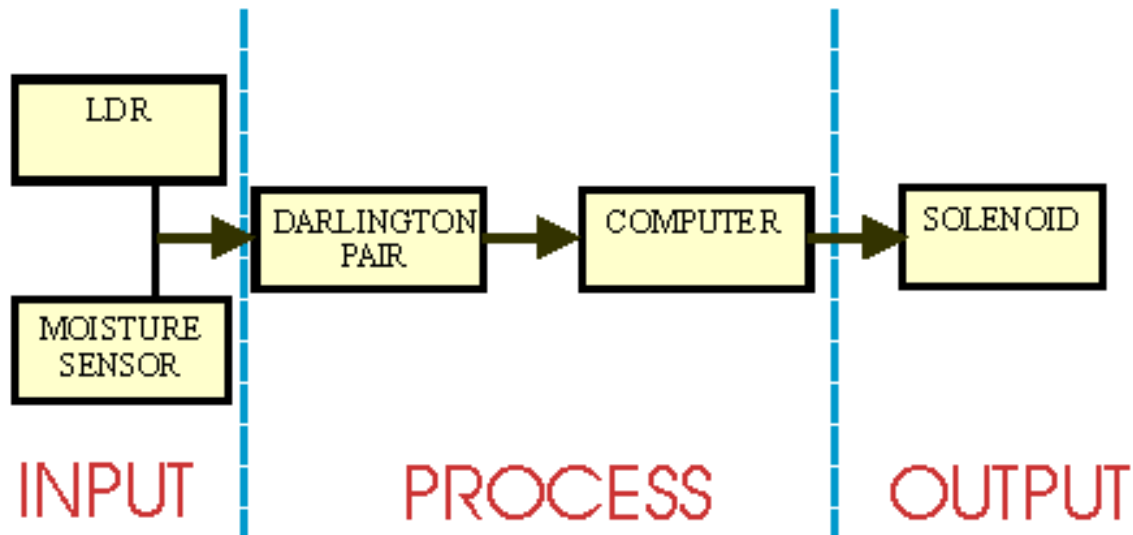 LDR
MOISTURE
SENSOR
DARLINGTON
PAIR
COMPUTER
SOLENOID
INPUT
PROCESS
OUTPUT